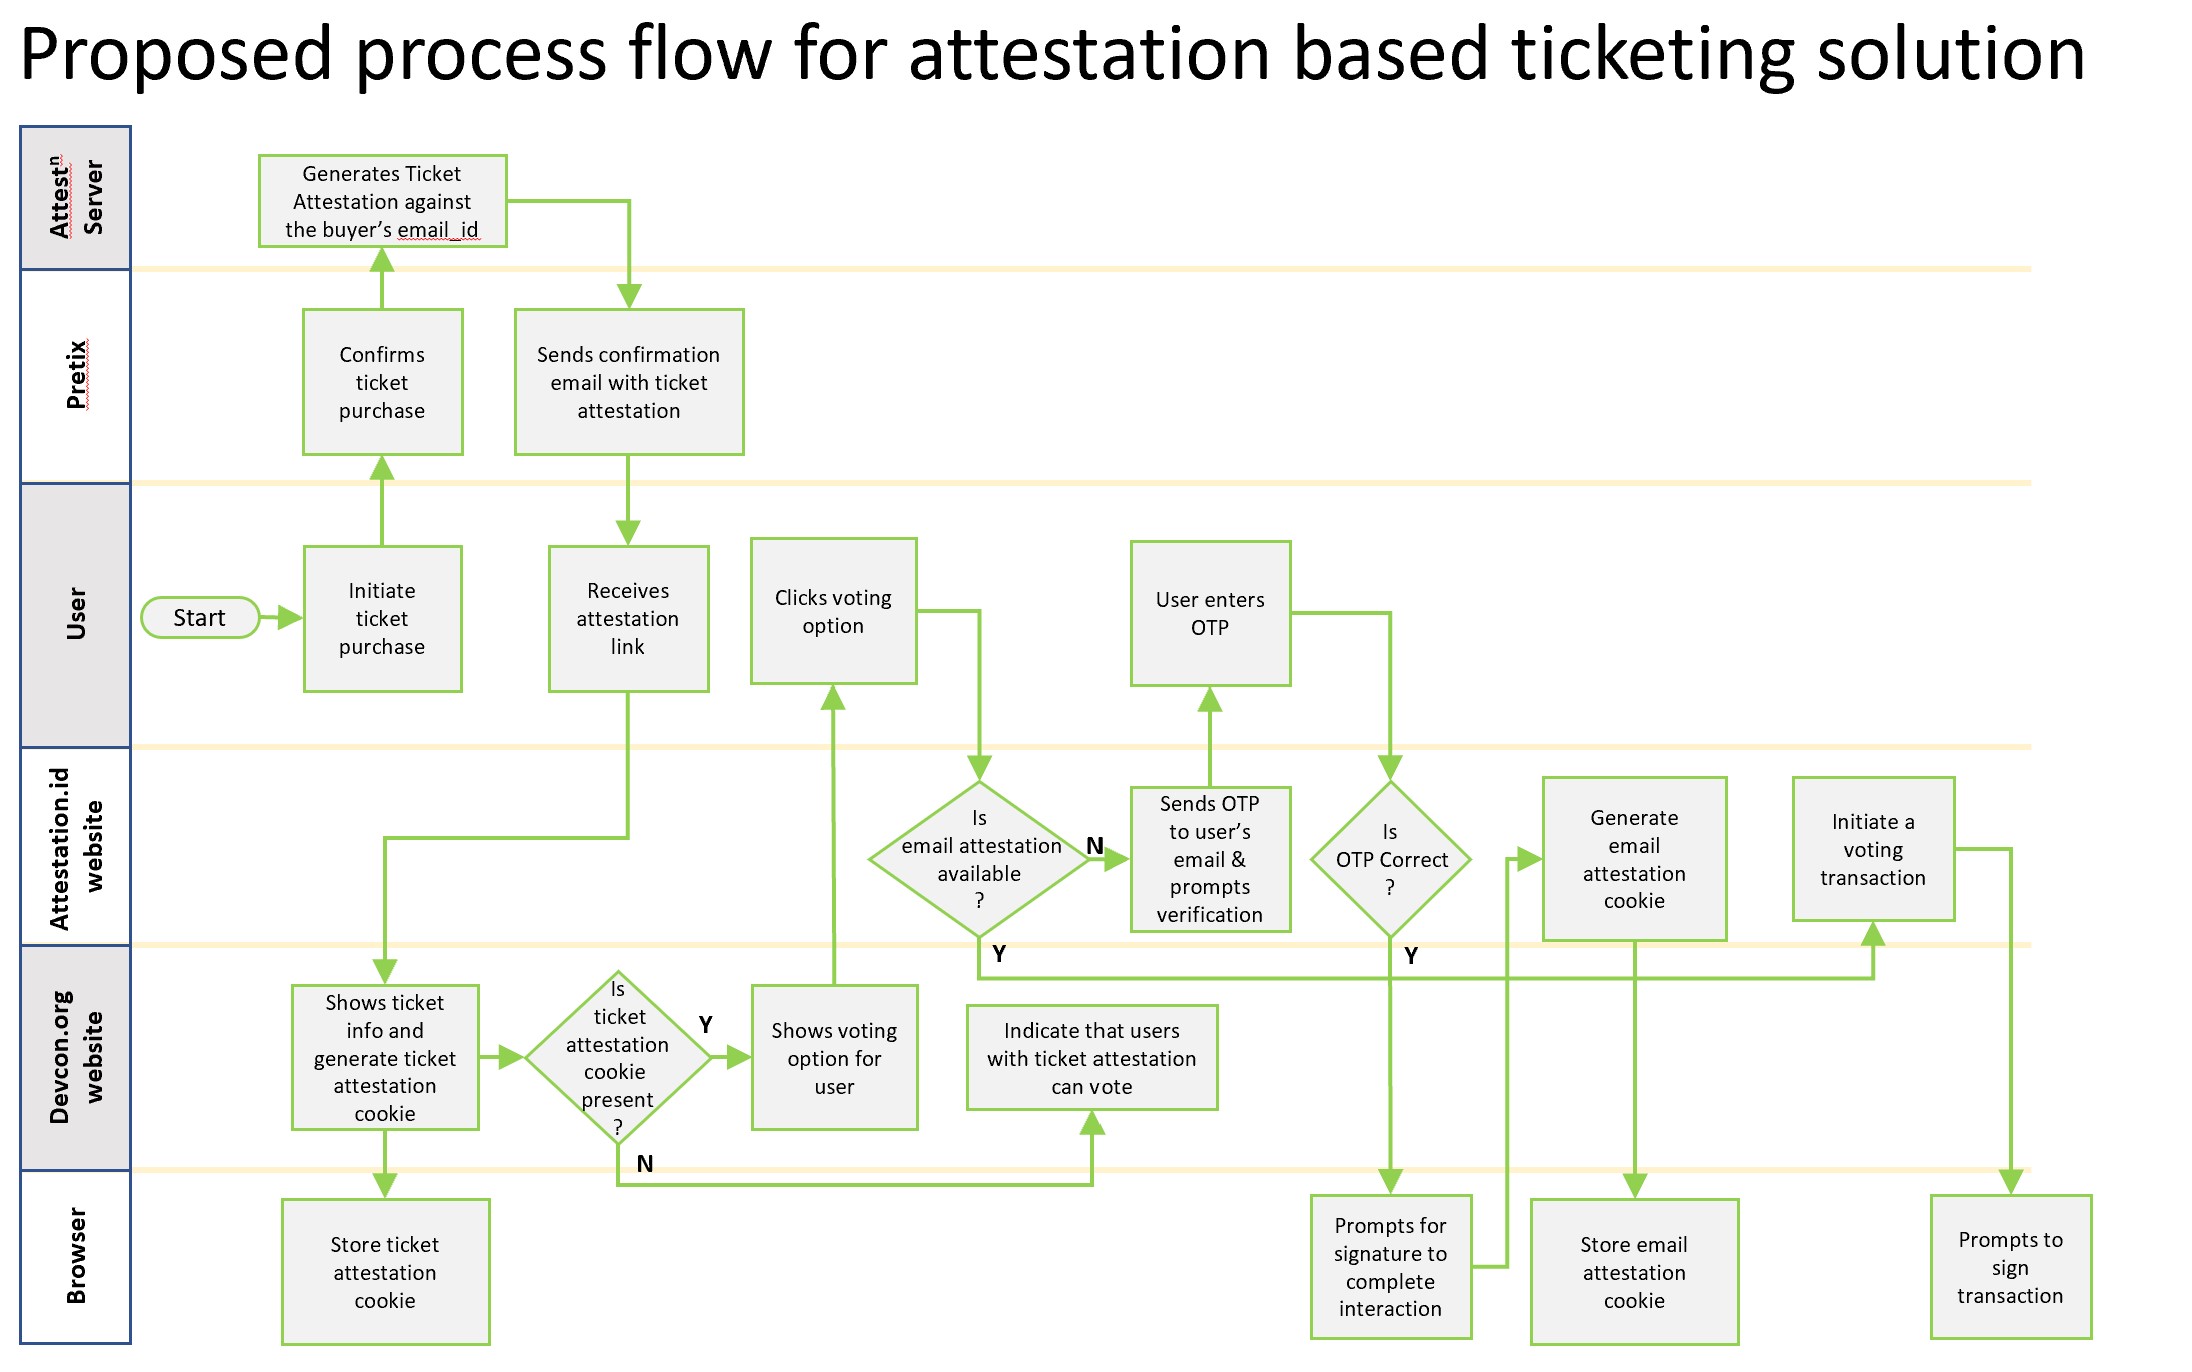 Proposed process flow for attestation based ticketing solution
Attestⁿ
Server
Generates Ticket
Attestation against
the buyer’s email_id
Pretix
Confirms
ticket
purchase
Sends confirmation
email with ticket
attestation
User
Start
Initiate
ticket
purchase
Receives
attestation
link
Clicks voting
option
User enters
OTP
Attestation.id
website
Is
email attestation
available
?
N
Y
Sends OTP
to user’s
email &
prompts
verification
Is
OTP Correct
?
Y
Generate
email
attestation
cookie
Initiate a
voting
transaction
Devcon.org
website
Shows ticket
info and
generate ticket
attestation
cookie
Is
ticket
attestation
cookie
present
?
Y
N
Shows voting
option for
user
Indicate that users
with ticket attestation
can vote
Browser
Store ticket
attestation
cookie
Prompts for
signature to
complete
interaction
Store email
attestation
cookie
Prompts to
sign
transaction